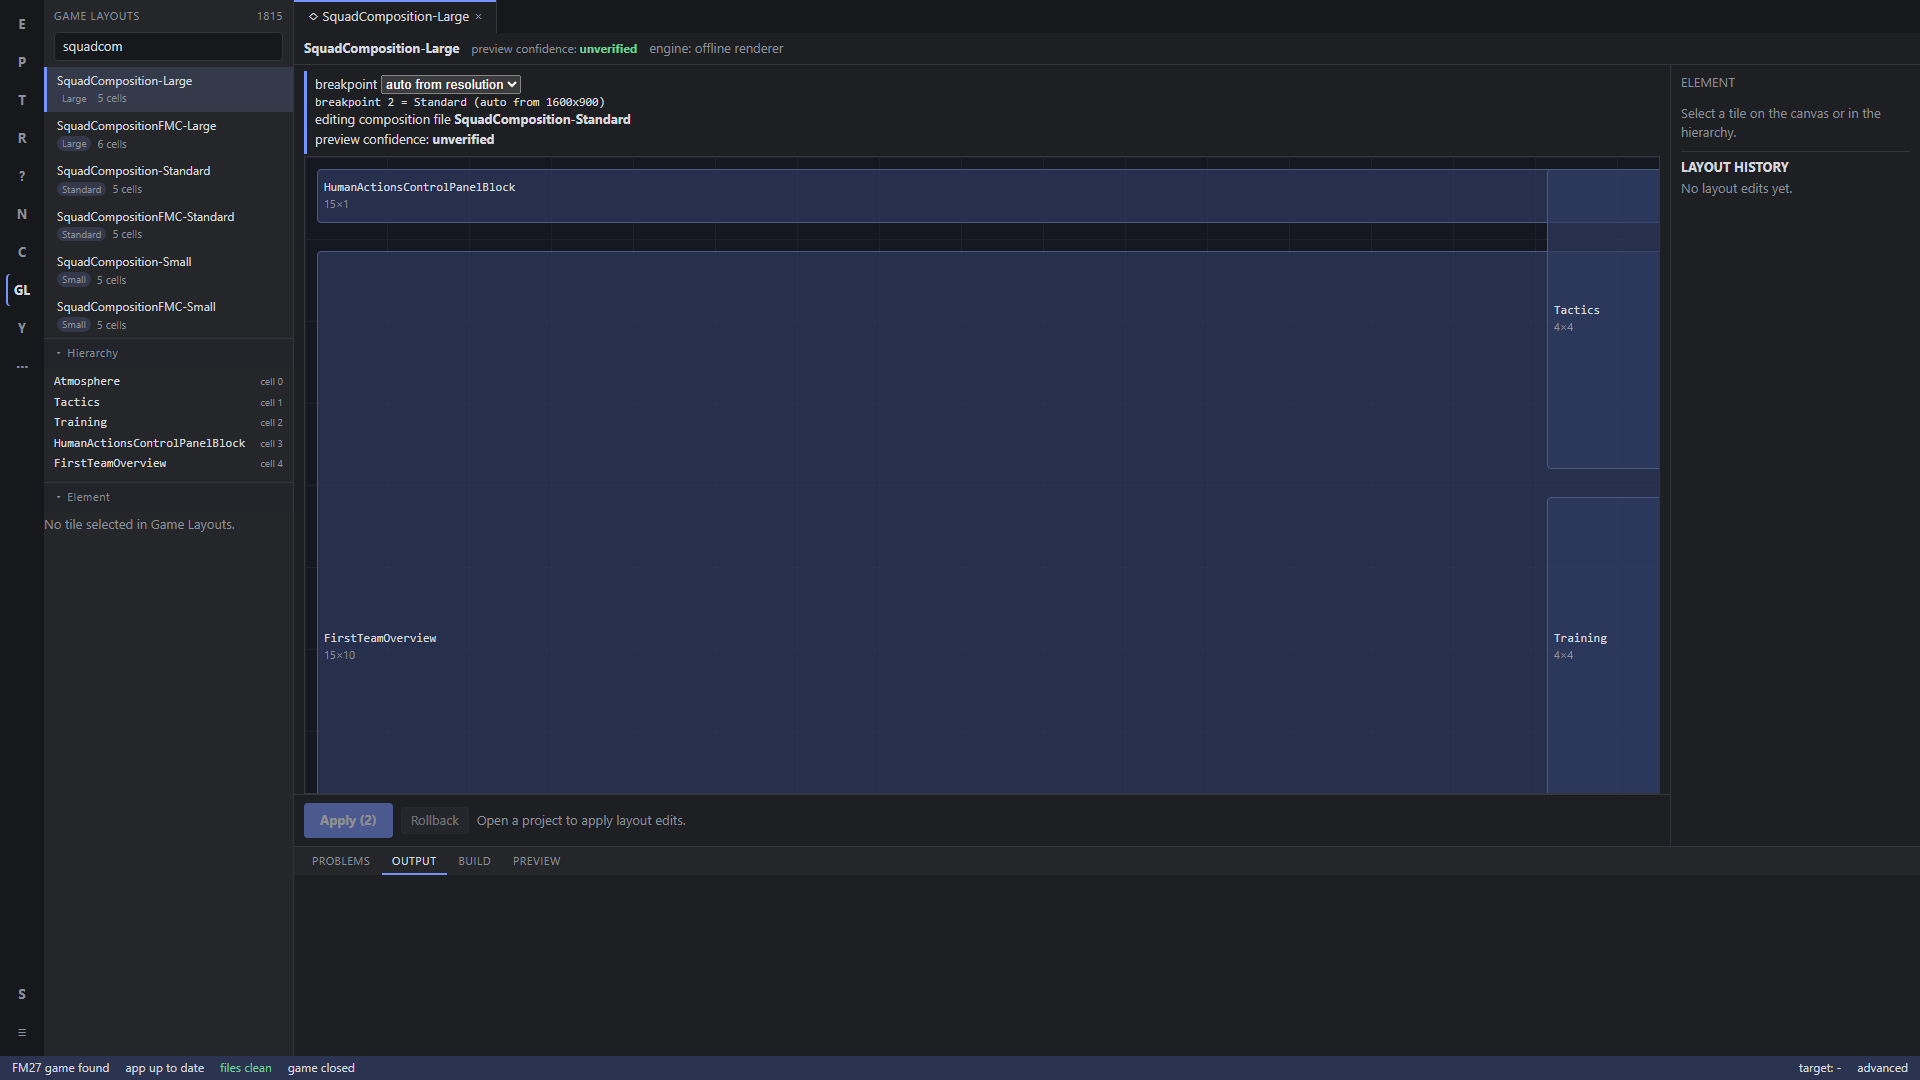 E
P
T
R
?
N
C
GL
Y
...
S
GAME LAYOUTS 1815
squadcom
SquadComposition-Large
Large 5 cells
SquadCompositionFMC-Large
Large 6 cells
SquadComposition-Standard
Standard 5 cells
SquadCompositionFMC-Standard
Standard 5 cells
SquadComposition-Small
Small 5 cells
SquadCompositionFMC-Small
Small 5 cells
Hierarchy
Atmosphere cell 0
Tactics cell 1
Training cell 2
HumanActionsControlPanelBlock cell 3
FirstTeamOverview cell 4
Element
No tile selected in Game Layouts.
SquadComposition-Large ×
SquadComposition-Large preview confidence: unverified engine: offline renderer
breakpoint auto from resolution
breakpoint 2 = Standard (auto from 1600x900)
editing composition file SquadComposition-Standard
preview confidence: unverified
HumanActionsControlPanelBlock
15×1
Tactics
4×4
FirstTeamOverview
15×10
Training
4×4
Apply (2) Rollback Open a project to apply layout edits.
PROBLEMS OUTPUT BUILD PREVIEW
ELEMENT
Select a tile on the canvas or in the
hierarchy.
LAYOUT HISTORY
No layout edits yet.
FM27 game found app up to date files clean game closed target: - advanced